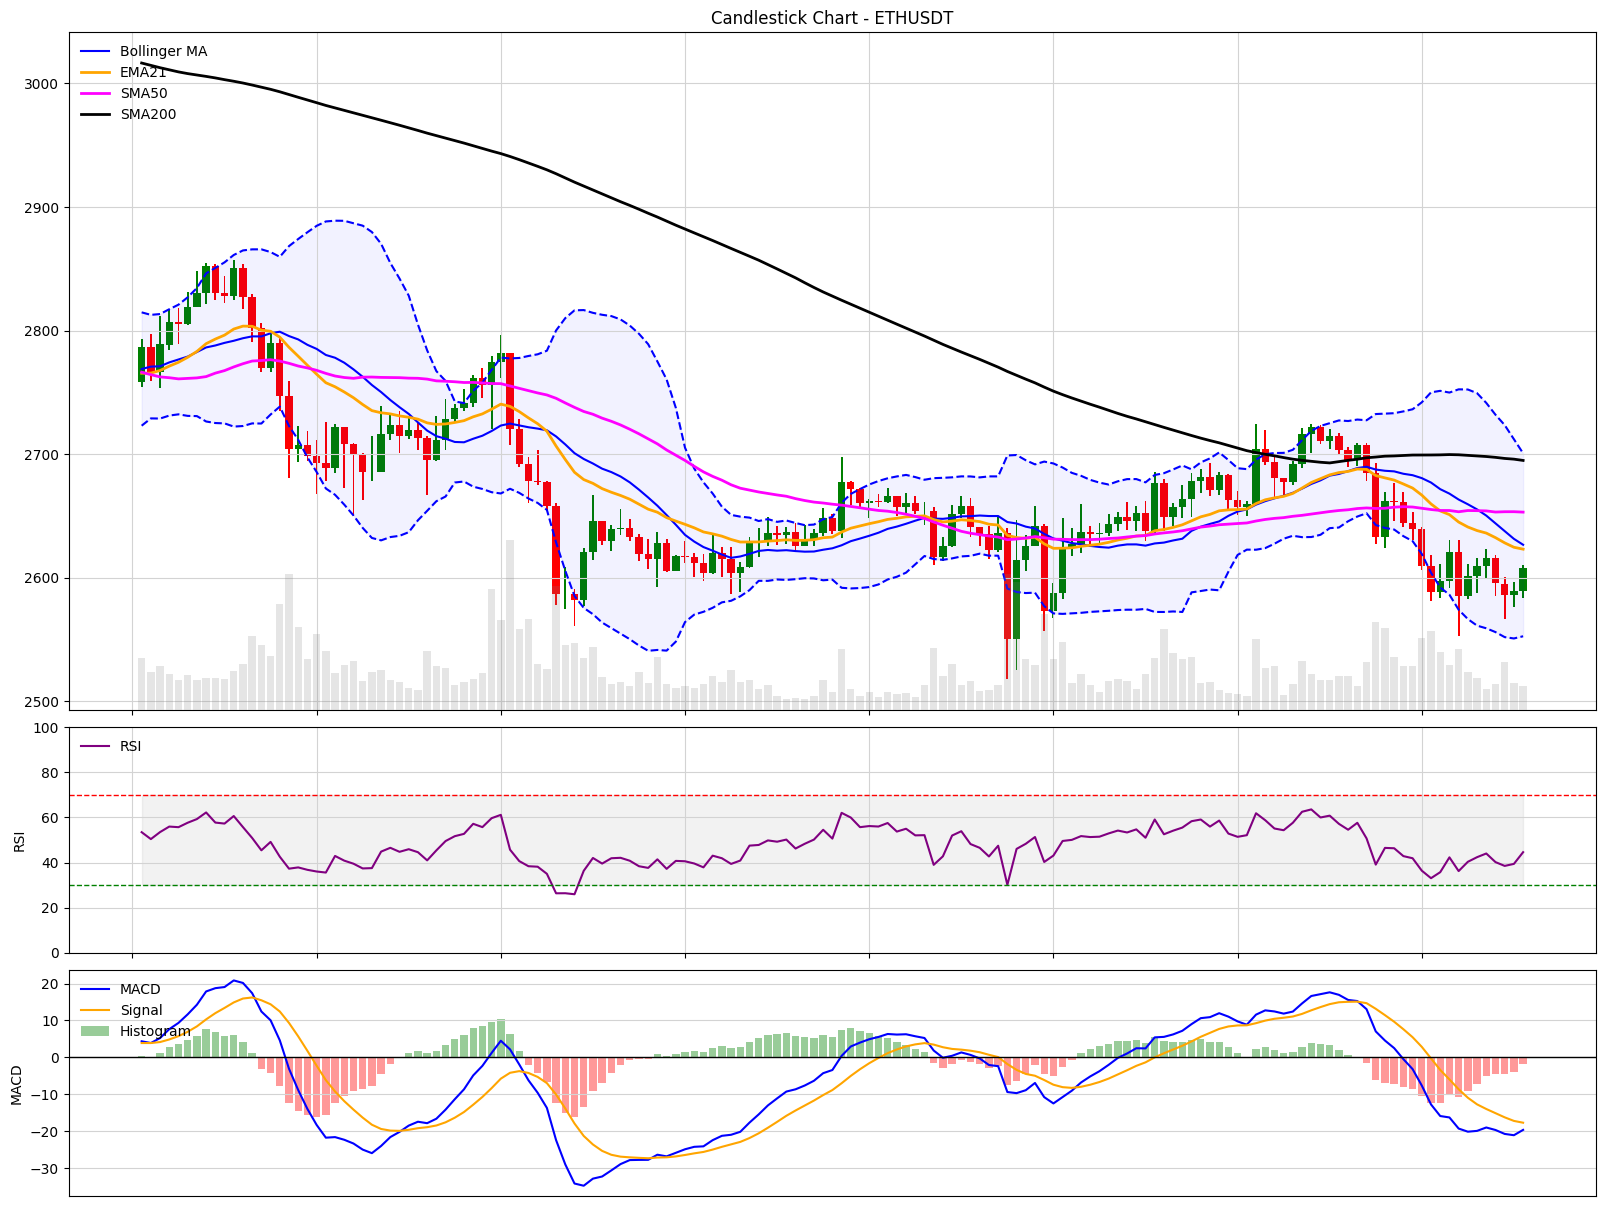 Candlestick Chart - ETHUSDT
Bollinger MA
EMA21
SMA50
SMA200
3000
2900
2800
2700
2600
2500
RSI
RSI
100
80
60
40
20
0
MACD
Signal
Histogram
MACD
20
10
0
−10
−20
−30